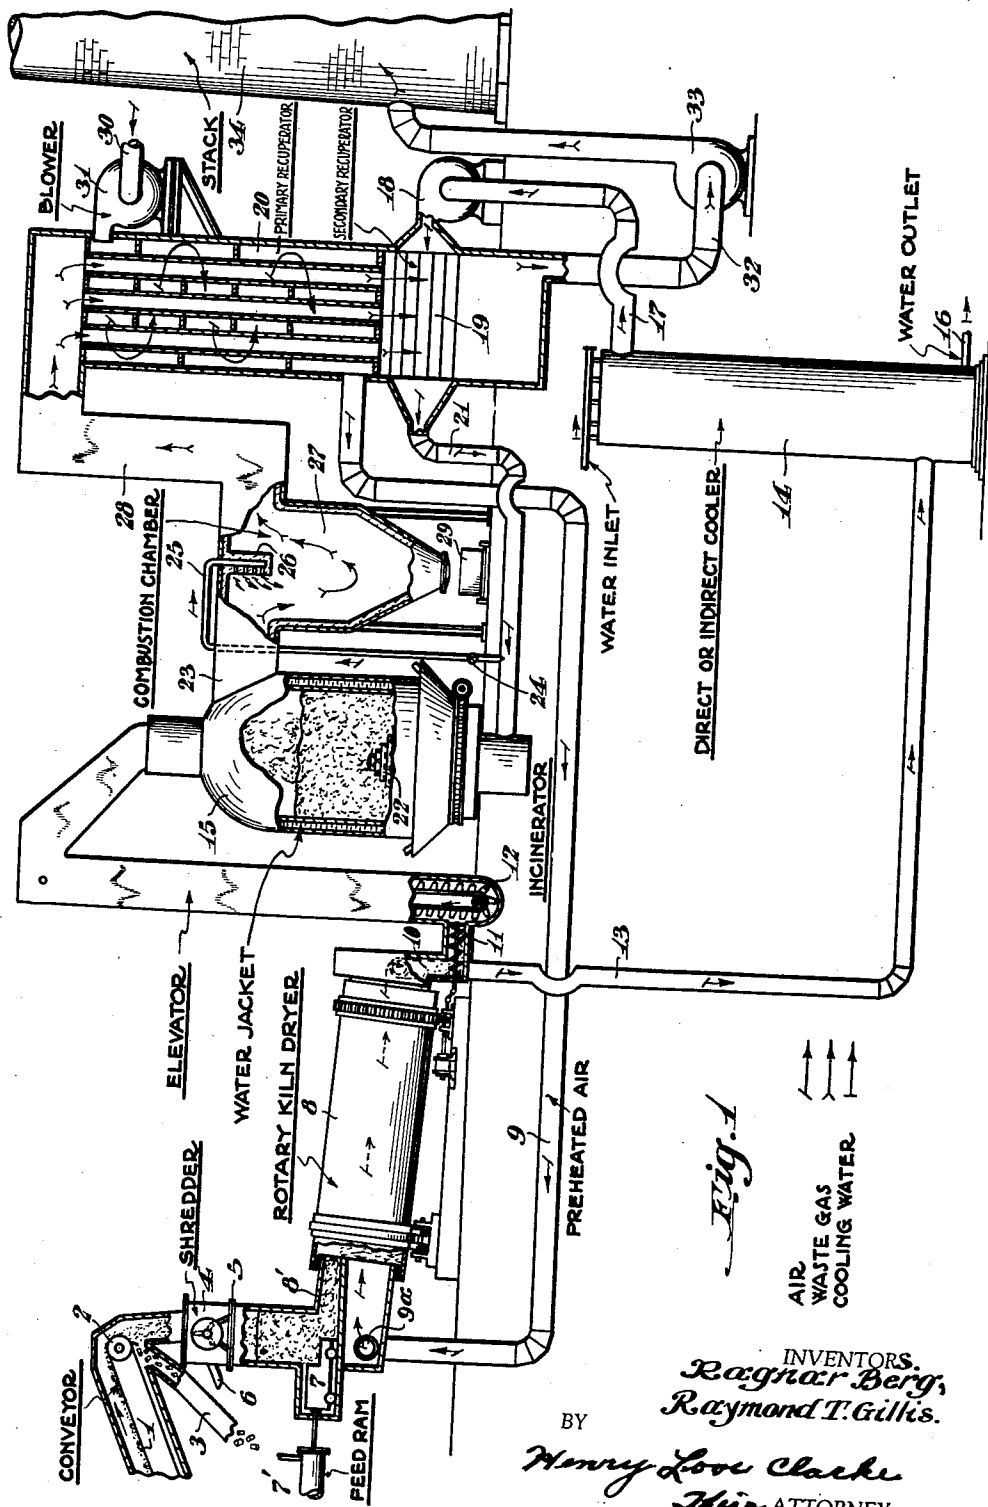 CONVEYOR
1
2
3
SHREDDER
4
5
6
7
7'
FEED RAM
8'
ROTARY KILN DRYER
8
9a
9
PREHEATED AIR
10
11
12
13
ELEVATOR
WATER JACKET
INCINERATOR
15
22
23
24
COMBUSTION CHAMBER
25
26
27
28
29
BLOWER
31
30
STACK
34
20
PRIMARY RECUPERATOR
SECONDARY RECUPERATOR
18
19
21
17
32
33
WATER INLET
DIRECT OR INDIRECT COOLER
14
WATER OUTLET
16
Fig. 1
AIR
WASTE GAS
COOLING WATER
INVENTORS.
Ragnar Berg,
Raymond T. Gillis.
BY
Henry Love Clarke
Their ATTORNEY